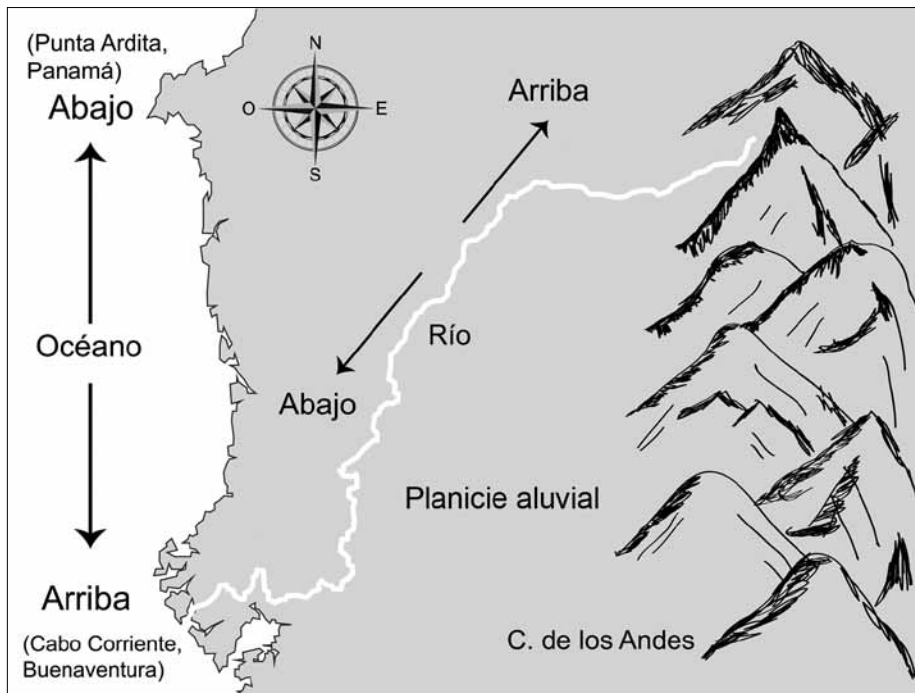 (Punta Ardita,
Panamá)
Abajo
N
O
E
S
Arriba
Océano
Río
Abajo
Planicie aluvial
Arriba
(Cabo Corriente,
Buenaventura)
C. de los Andes